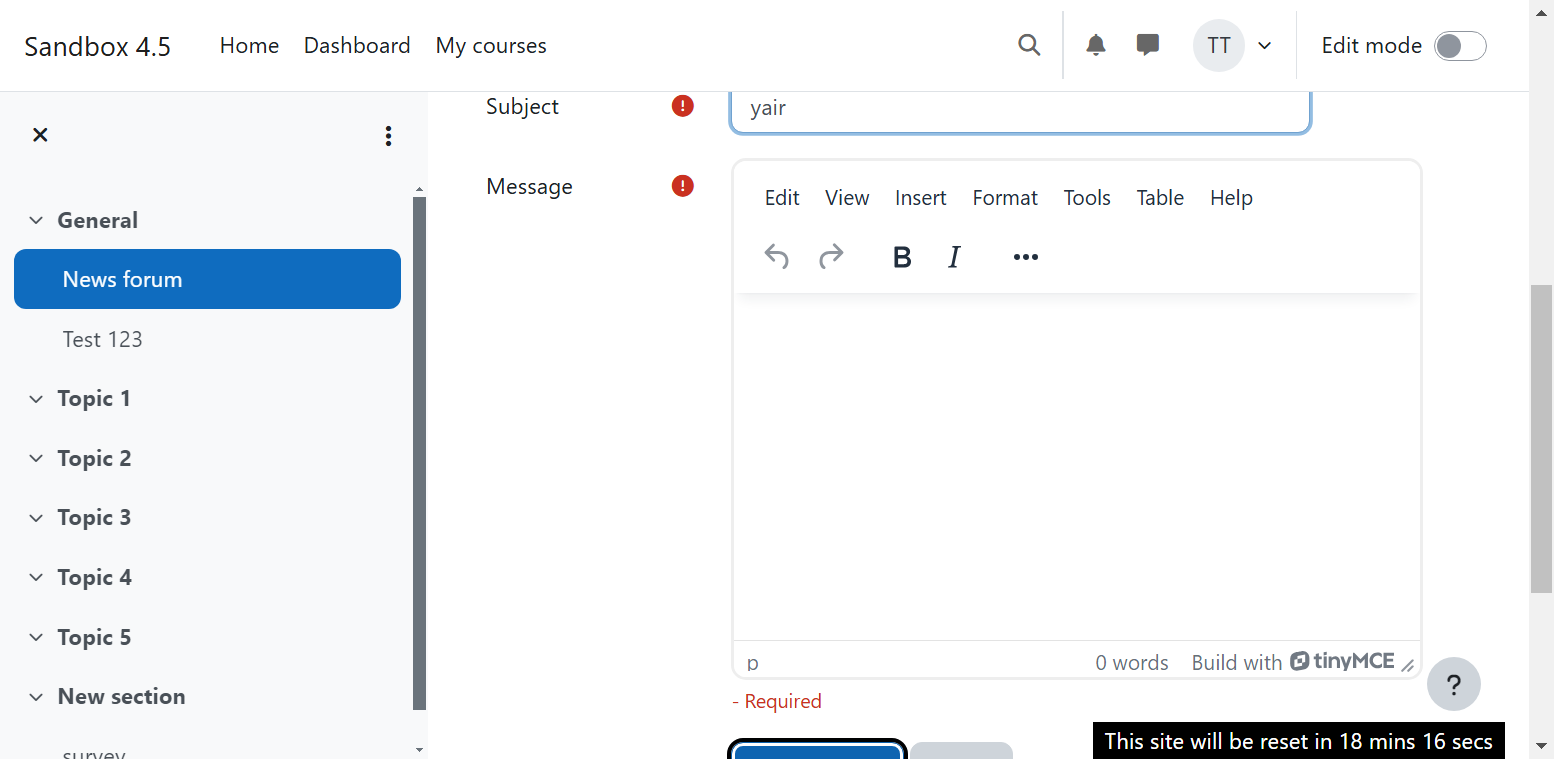 Sandbox 4.5 Home Dashboard My courses TT Edit mode
Subject yair
General
News forum
Test 123
Topic 1
Topic 2
Topic 3
Topic 4
Topic 5
New section
survey
Message
Edit View Insert Format Tools Table Help
B I
p 0 words Build with tinyMCE
- Required
?
This site will be reset in 18 mins 16 secs